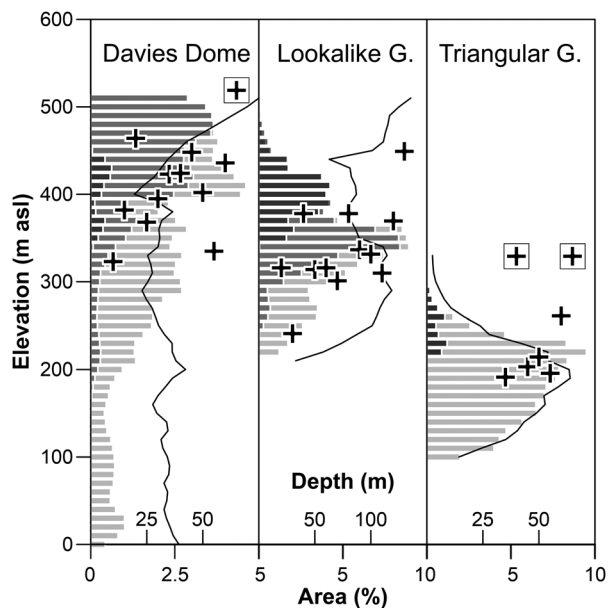 600
Davies Dome Lookalike G. Triangular G.
500
400
300
200
100
0
Elevation (m asl)
Depth (m)
25 50 50 100 25 50
0 2.5 5 5 10 5 10
Area (%)